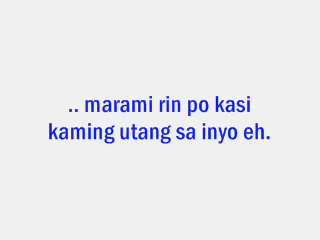 .. marami rin po kasi
kaming utang sa inyo eh.